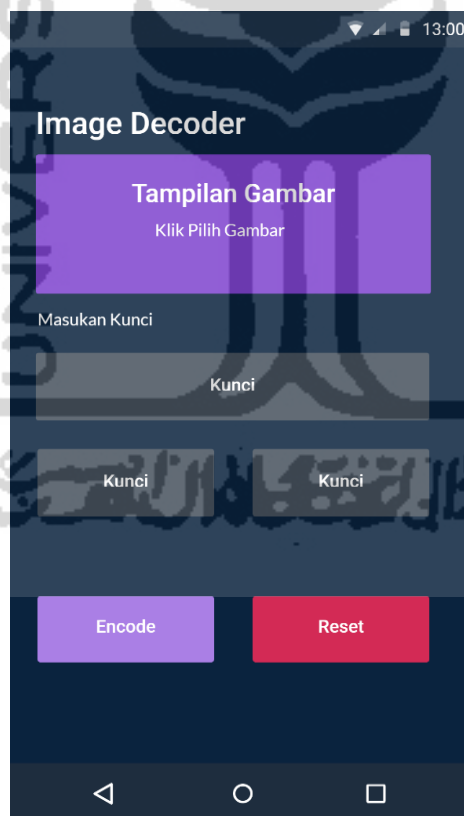 13:00
Image Decoder
Tampilan Gambar
Klik Pilih Gambar
Masukan Kunci
Kunci
Kunci Kunci
Encode Reset